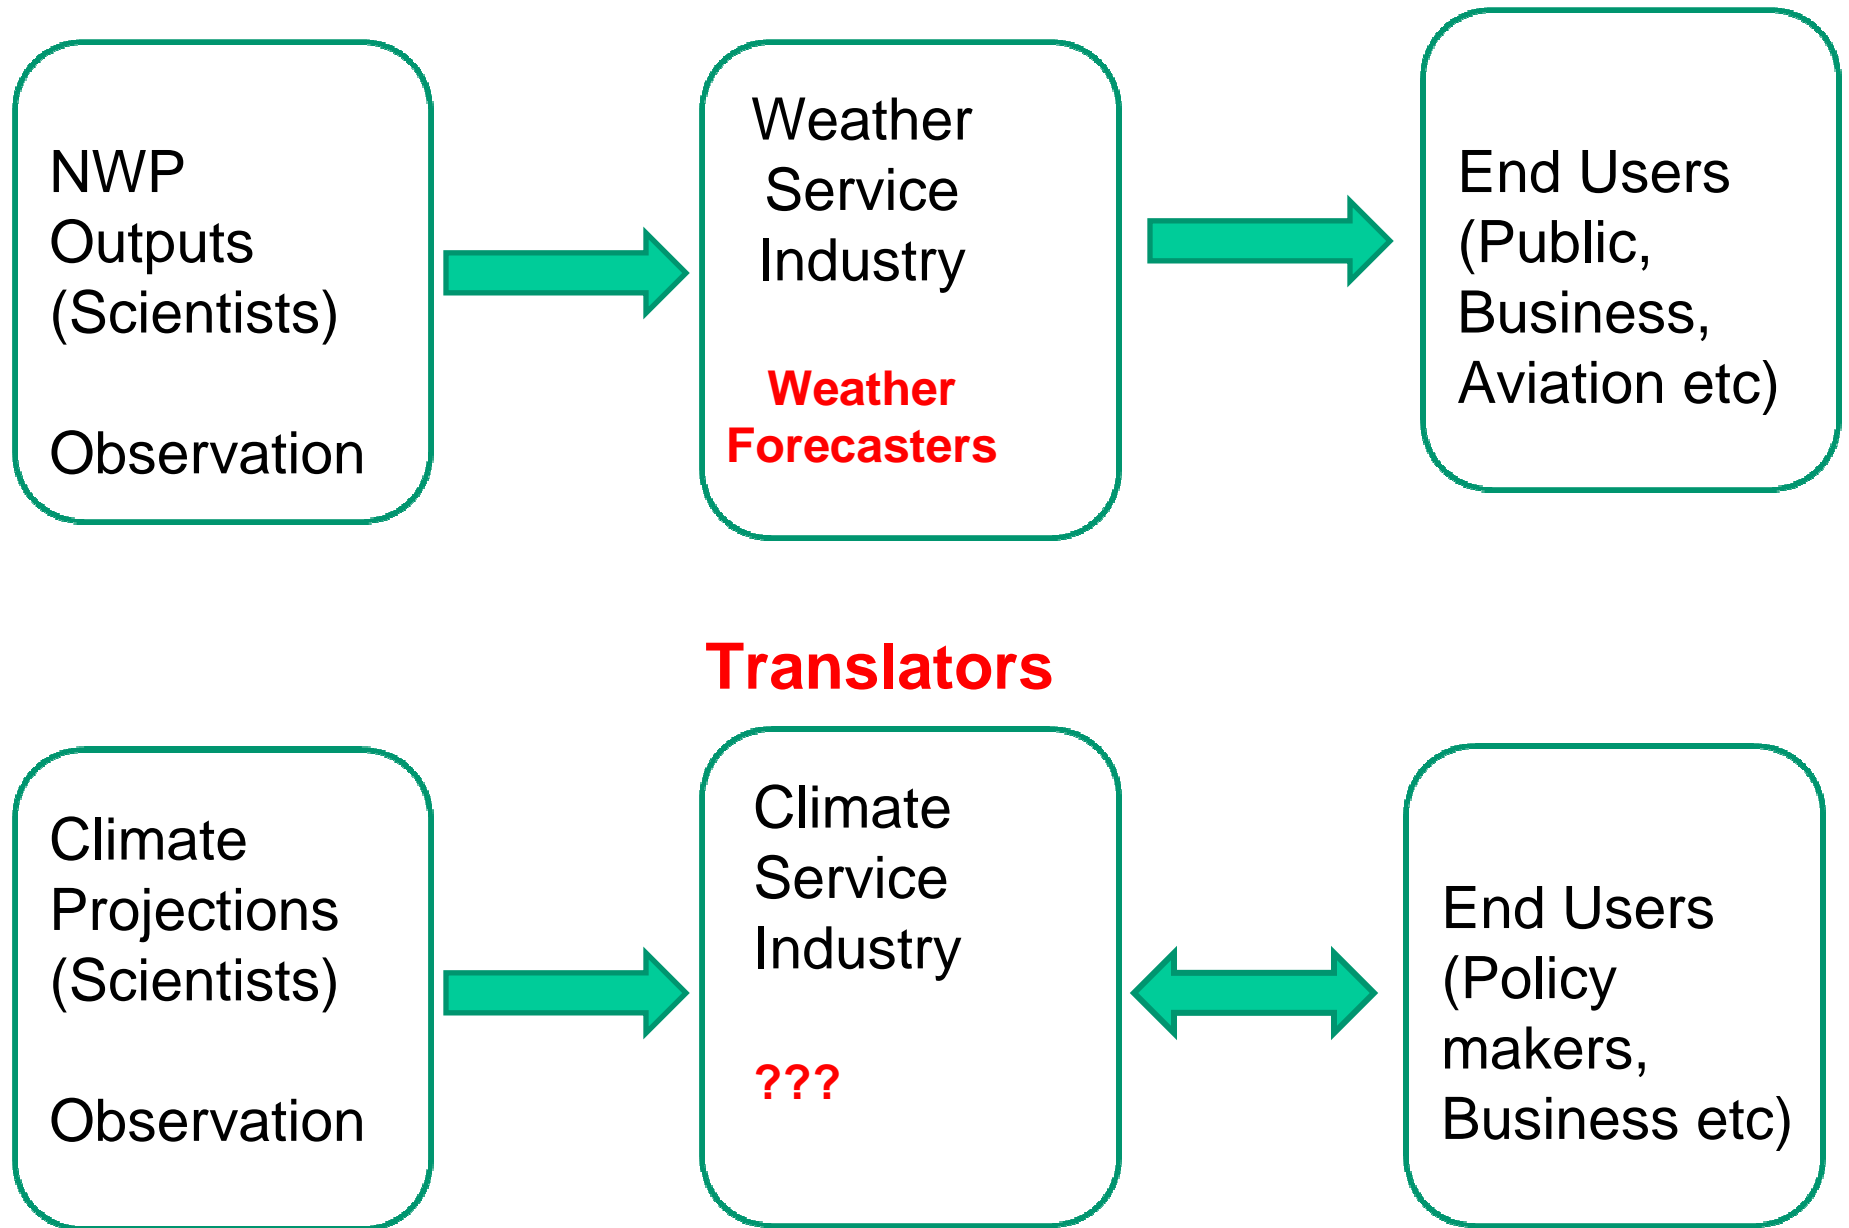 NWP
Outputs
(Scientists)
Observation
Weather
Service
Industry
Weather
Forecasters
End Users
(Public,
Business,
Aviation etc)
Translators
Climate
Projections
(Scientists)
Observation
Climate
Service
Industry
???
End Users
(Policy
makers,
Business etc)